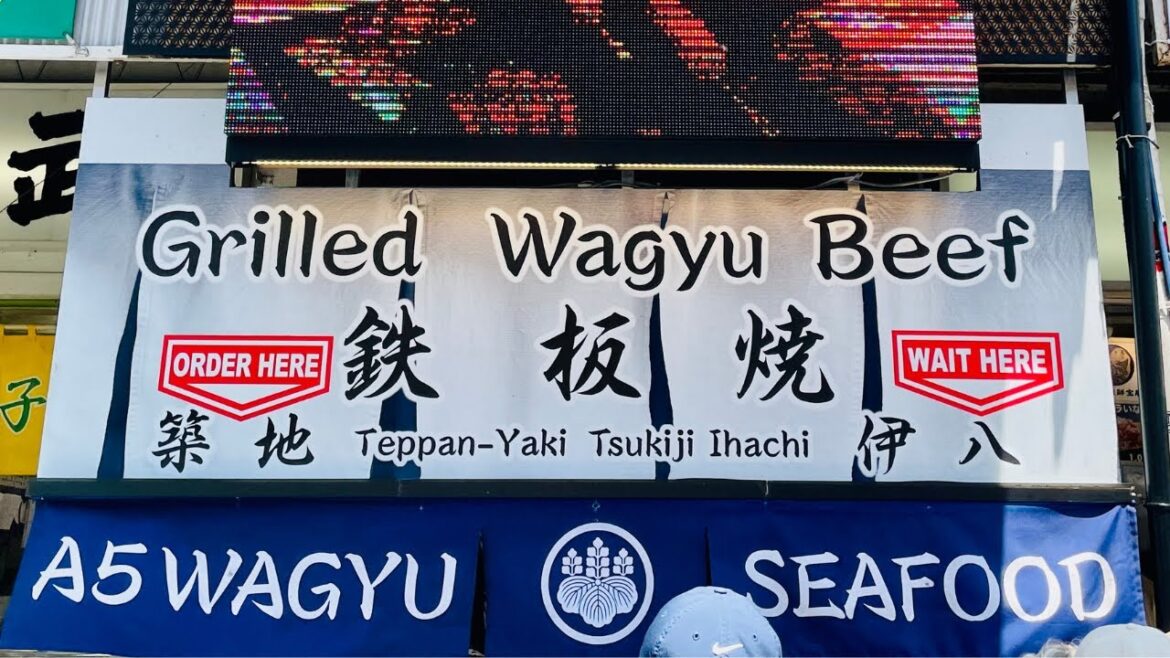 Grilled Wagyu Beef
鉄板焼
ORDER HERE
WAIT HERE
築地 Teppan-Yaki Tsukiji Ihachi 伊八
A5 WAGYU
SEAFOOD
子